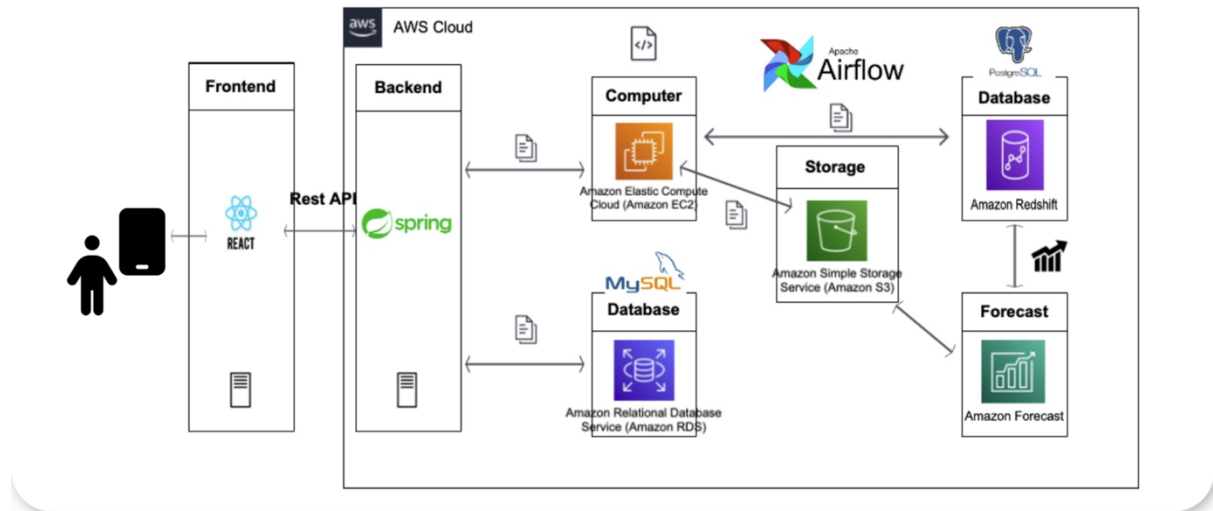 aws
AWS Cloud
Frontend
REACT
Rest API
Backend
spring
</>
Computer
Amazon Elastic Compute
Cloud (Amazon EC2)
MySQL
Database
Amazon Relational Database
Service (Amazon RDS)
Apache
Airflow
Storage
Amazon Simple Storage
Service (Amazon S3)
PostgreSQL
Database
Amazon Redshift
Forecast
Amazon Forecast